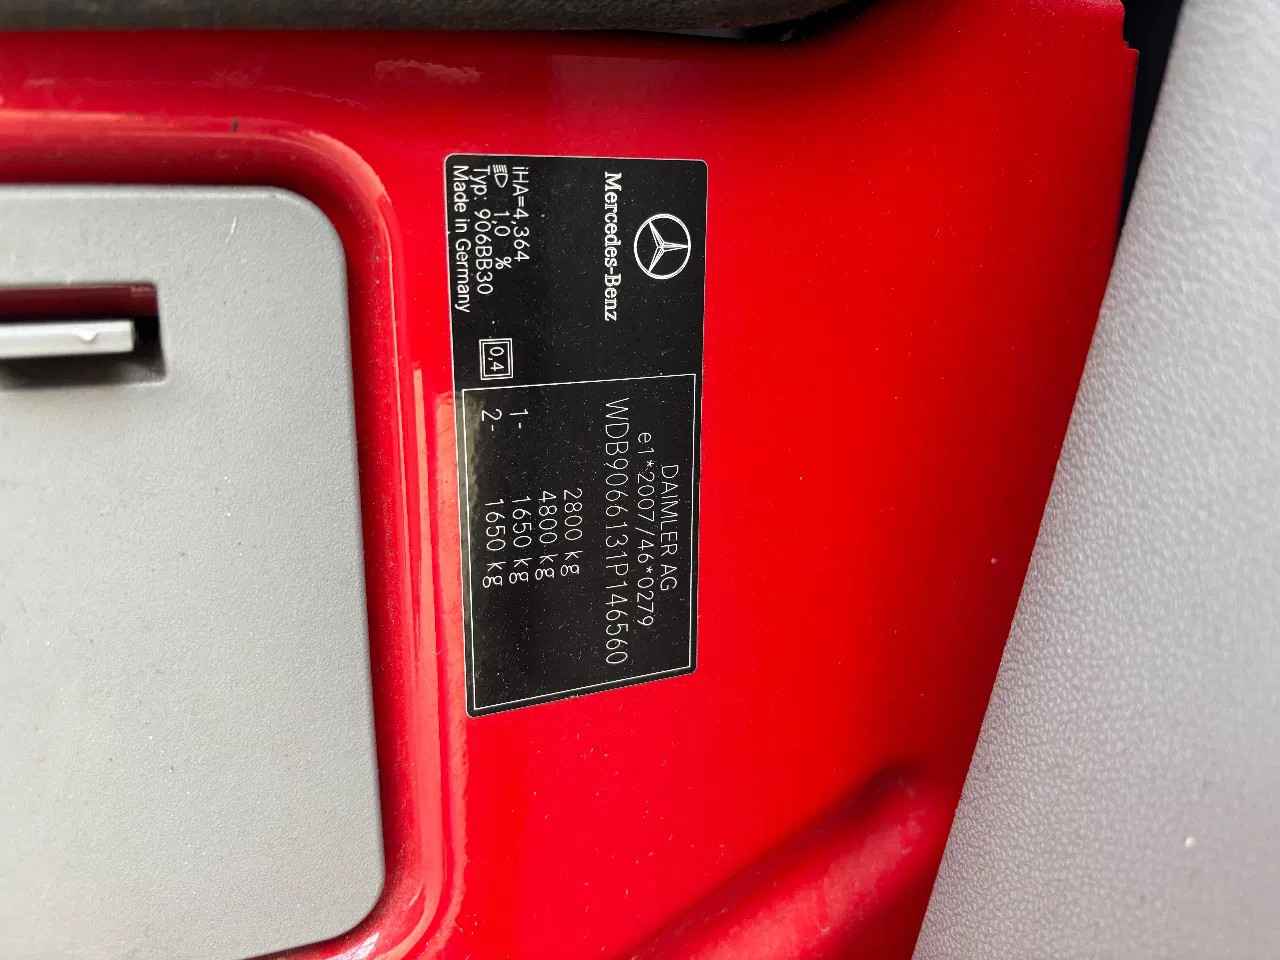 Mercedes-Benz
iHA=4,364
1,0 %
Typ: 906BB30
Made in Germany
0,4
DAIMLER AG
e1*2007/46*0279
WDB9066131P146560
2800 kg
4800 kg
1- 1650 kg
2- 1650 kg